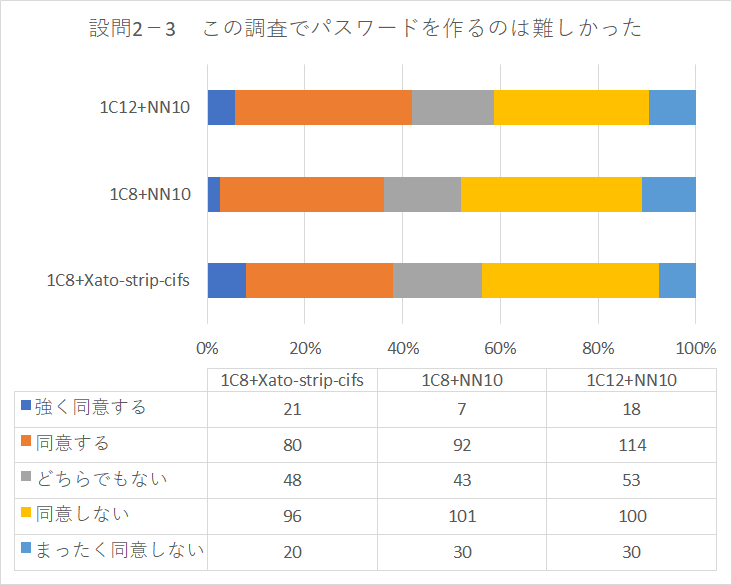 設問2－3　この調査でパスワードを作るのは難しかった
1C12+NN10
1C8+NN10
1C8+Xato-strip-cifs
0% 20% 40% 60% 80% 100%
1C8+Xato-strip-cifs 1C8+NN10 1C12+NN10
強く同意する 21 7 18
同意する 80 92 114
どちらでもない 48 43 53
同意しない 96 101 100
まったく同意しない 20 30 30